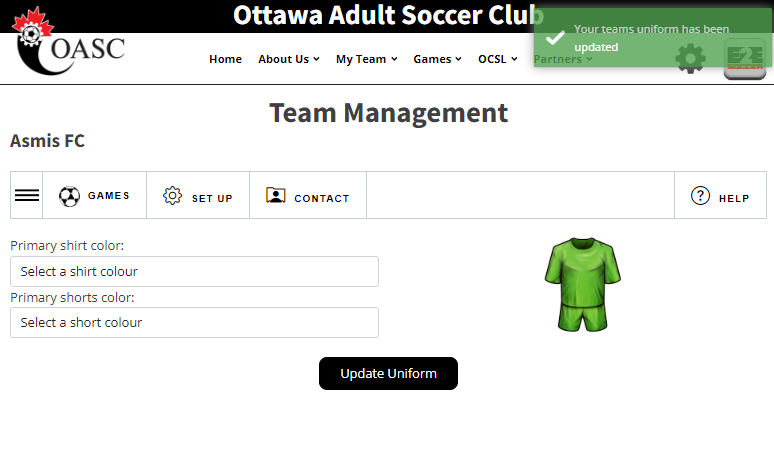 Ottawa Adult Soccer Club
Your teams uniform has been
updated
OASC
Home About Us My Team Games OCSL Partners
E2E
SOCCER
Team Management
Asmis FC
GAMES SET UP CONTACT HELP
Primary shirt color:
Select a shirt colour
Primary shorts color:
Select a short colour
Update Uniform